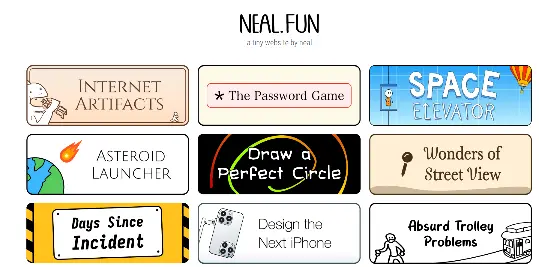 NEAL.FUN
a tiny website by neal
INTERNET
ARTIFACTS
* The Password Game
SPACE
ELEVATOR
ASTEROID
LAUNCHER
Draw a
Perfect Circle
Wonders of
Street View
Days Since
Incident
Design the
Next iPhone
Absurd Trolley
Problems